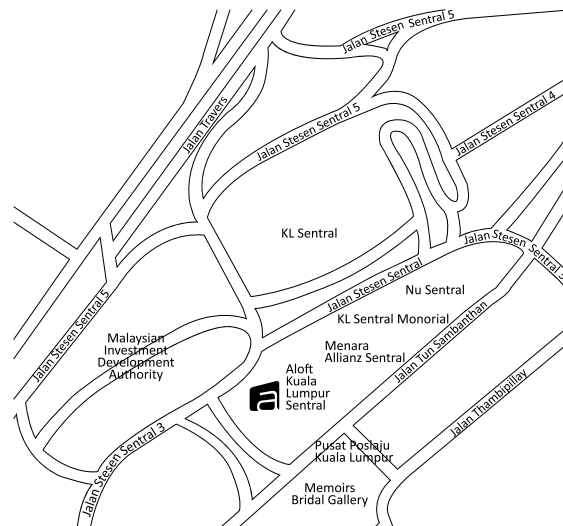 Jalan Stesen Sentral 5
Jalan Travers
Jalan Stesen Sentral 5
Jalan Stesen Sentral 4
KL Sentral
Jalan Stesen Sentral 3
Jalan Stesen Sentral
Nu Sentral
KL Sentral Monorial
Jalan Stesen Sentral 5
Malaysian
Investment
Development
Authority
Menara
Allianz Sentral
Jalan Tun Sambanthan
Aloft
Kuala
Lumpur
Sentral
a
Jalan Thambipillay
Jalan Stesen Sentral 3
Pusat Poslaju
Kuala Lumpur
Memoirs
Bridal Gallery